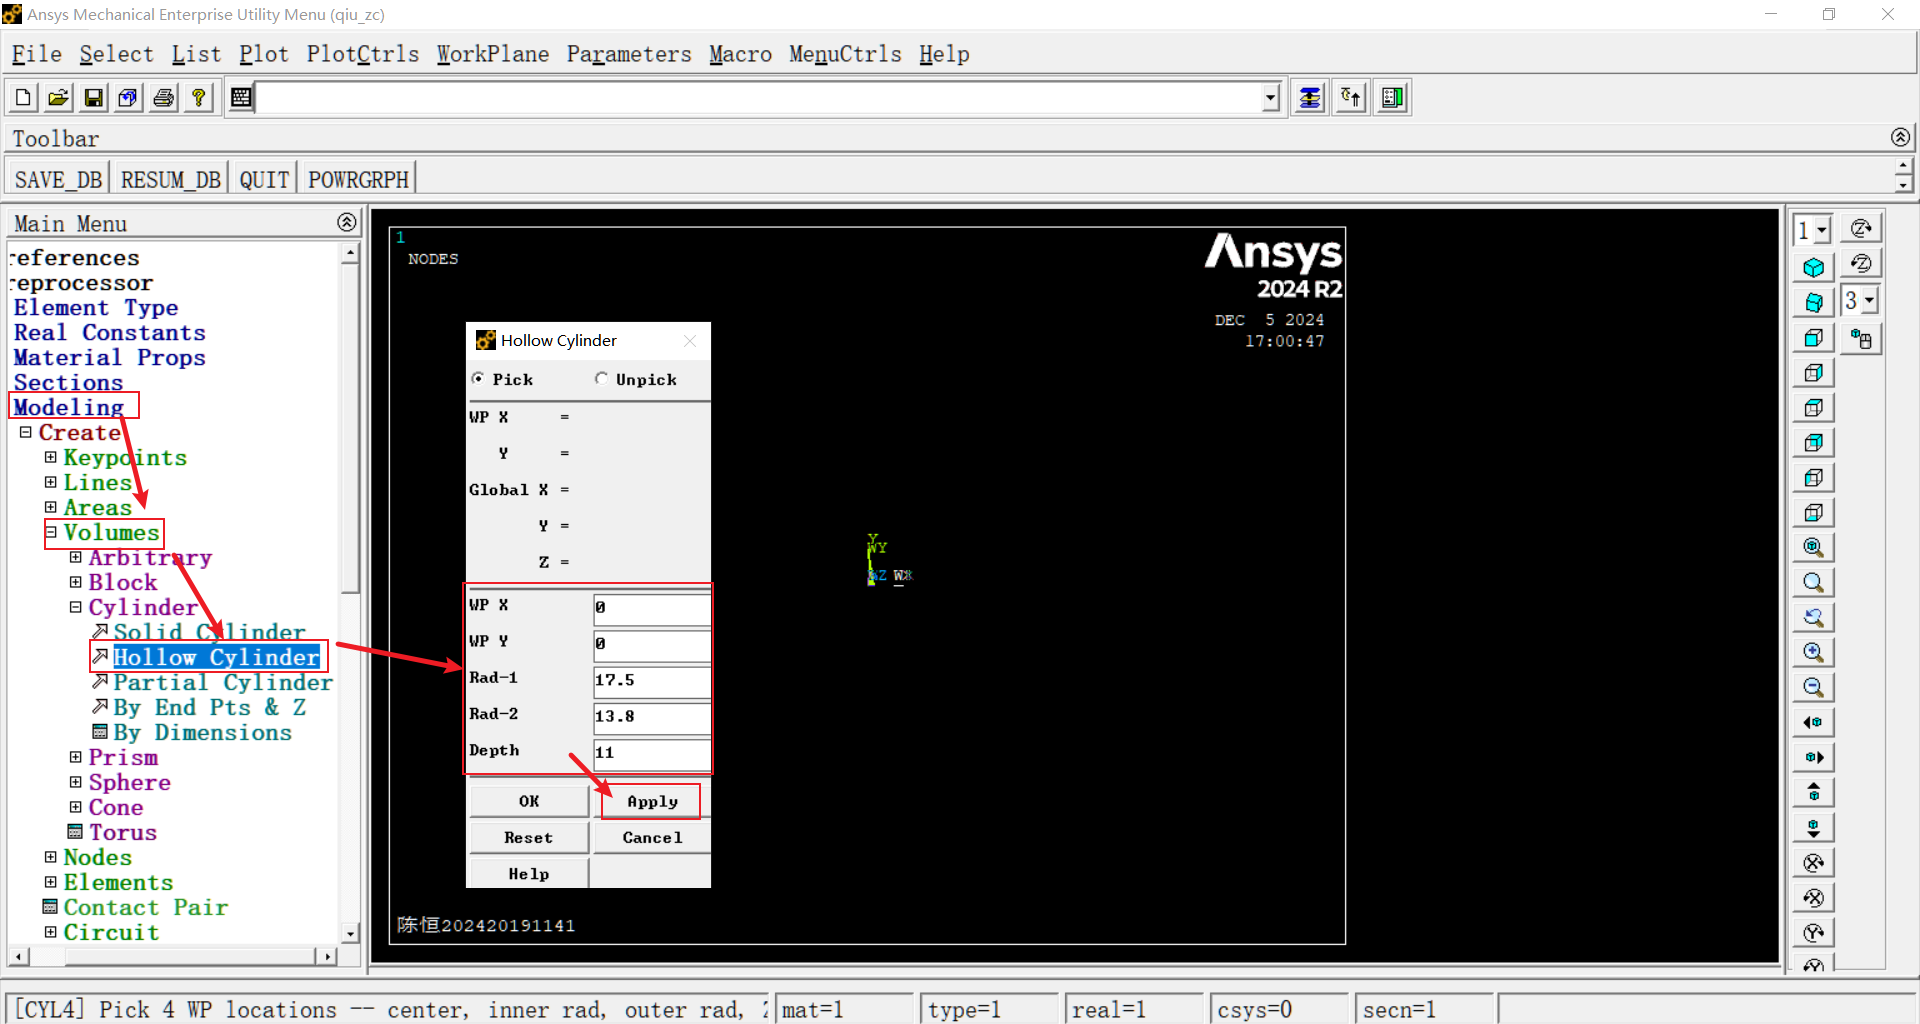 Ansys Mechanical Enterprise Utility Menu (qiu_zc)
File Select List Plot PlotCtrls WorkPlane Parameters Macro MenuCtrls Help
Toolbar
SAVE_DB RESUM_DB QUIT POWRGRPH
Main Menu
references
reprocessor
Element Type
Real Constants
Material Props
Sections
Modeling
Create
Keypoints
Lines
Areas
Volumes
Arbitrary
Block
Cylinder
Solid Cylinder
Hollow Cylinder
Partial Cylinder
By End Pts & Z
By Dimensions
Prism
Sphere
Cone
Torus
Nodes
Elements
Contact Pair
Circuit
1
NODES
Ansys
2024 R2
DEC 5 2024
17:00:47
Hollow Cylinder
Pick Unpick
WP X =
Y =
Global X =
Y =
Z =
WP X 0
WP Y 0
Rad-1 17.5
Rad-2 13.8
Depth 11
OK Apply
Reset Cancel
Help
Y
WY
Z WX
陈恒202420191141
1
3
[CYL4] Pick 4 WP locations -- center, inner rad, outer rad, mat=1 type=1 real=1 csys=0 secn=1